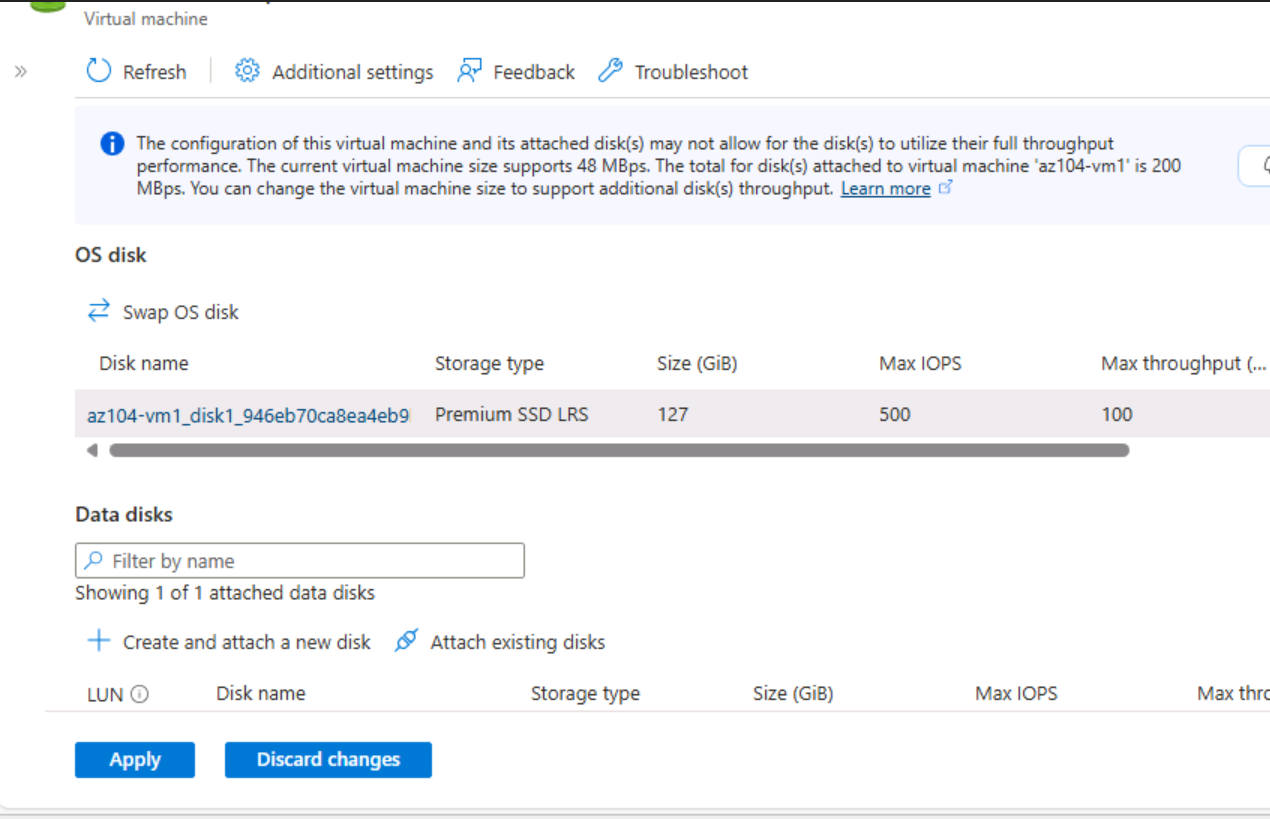 Virtual machine
Refresh Additional settings Feedback Troubleshoot
The configuration of this virtual machine and its attached disk(s) may not allow for the disk(s) to utilize their full throughput
performance. The current virtual machine size supports 48 MBps. The total for disk(s) attached to virtual machine 'az104-vm1' is 200
MBps. You can change the virtual machine size to support additional disk(s) throughput. Learn more
OS disk
Swap OS disk
Disk name Storage type Size (GiB) Max IOPS Max throughput (...
az104-vm1_disk1_946eb70ca8ea4eb9 Premium SSD LRS 127 500 100
Data disks
Filter by name
Showing 1 of 1 attached data disks
Create and attach a new disk Attach existing disks
LUN Disk name Storage type Size (GiB) Max IOPS Max thro
Apply Discard changes